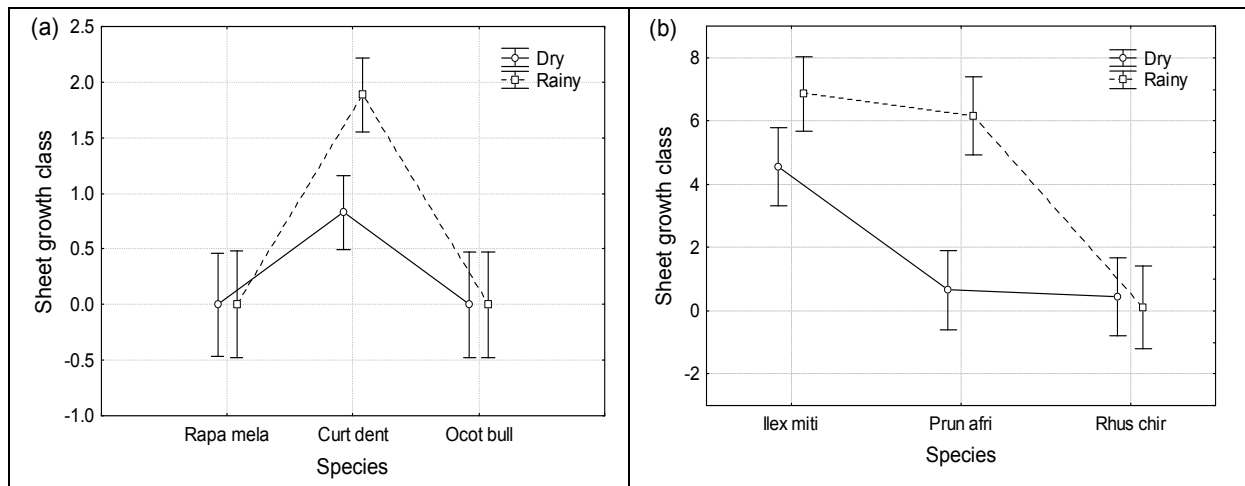 (a)
Dry
Rainy
2.5
2.0
1.5
1.0
0.5
0.0
-0.5
-1.0
Sheet growth class
Rapa mela
Curt dent
Ocot bull
Species
(b)
Dry
Rainy
8
6
4
2
0
-2
Sheet growth class
Ilex miti
Prun afri
Rhus chir
Species